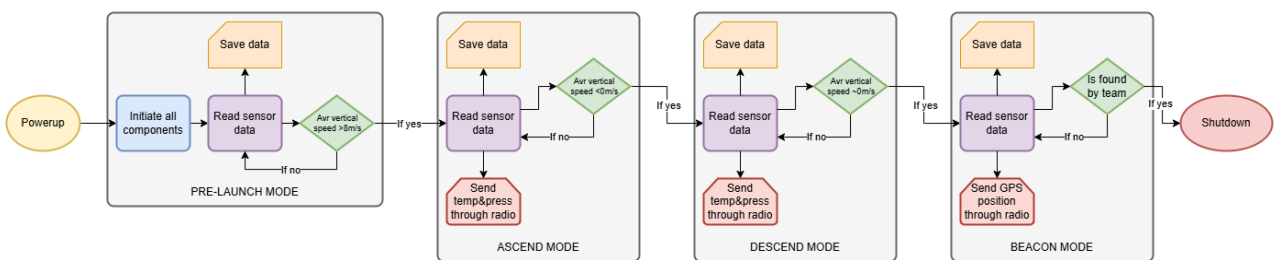 Powerup
Initiate all
components
Save data
Read sensor
data
Avr vertical
speed >8m/s
If no
If yes
PRE-LAUNCH MODE
Save data
Read sensor
data
Avr vertical
speed <0m/s
If no
If yes
Send
temp&press
through radio
ASCEND MODE
Save data
Read sensor
data
Avr vertical
speed ~0m/s
If no
If yes
Send
temp&press
through radio
DESCEND MODE
Save data
Read sensor
data
Is found
by team
If no
If yes
Send GPS
position
through radio
BEACON MODE
Shutdown